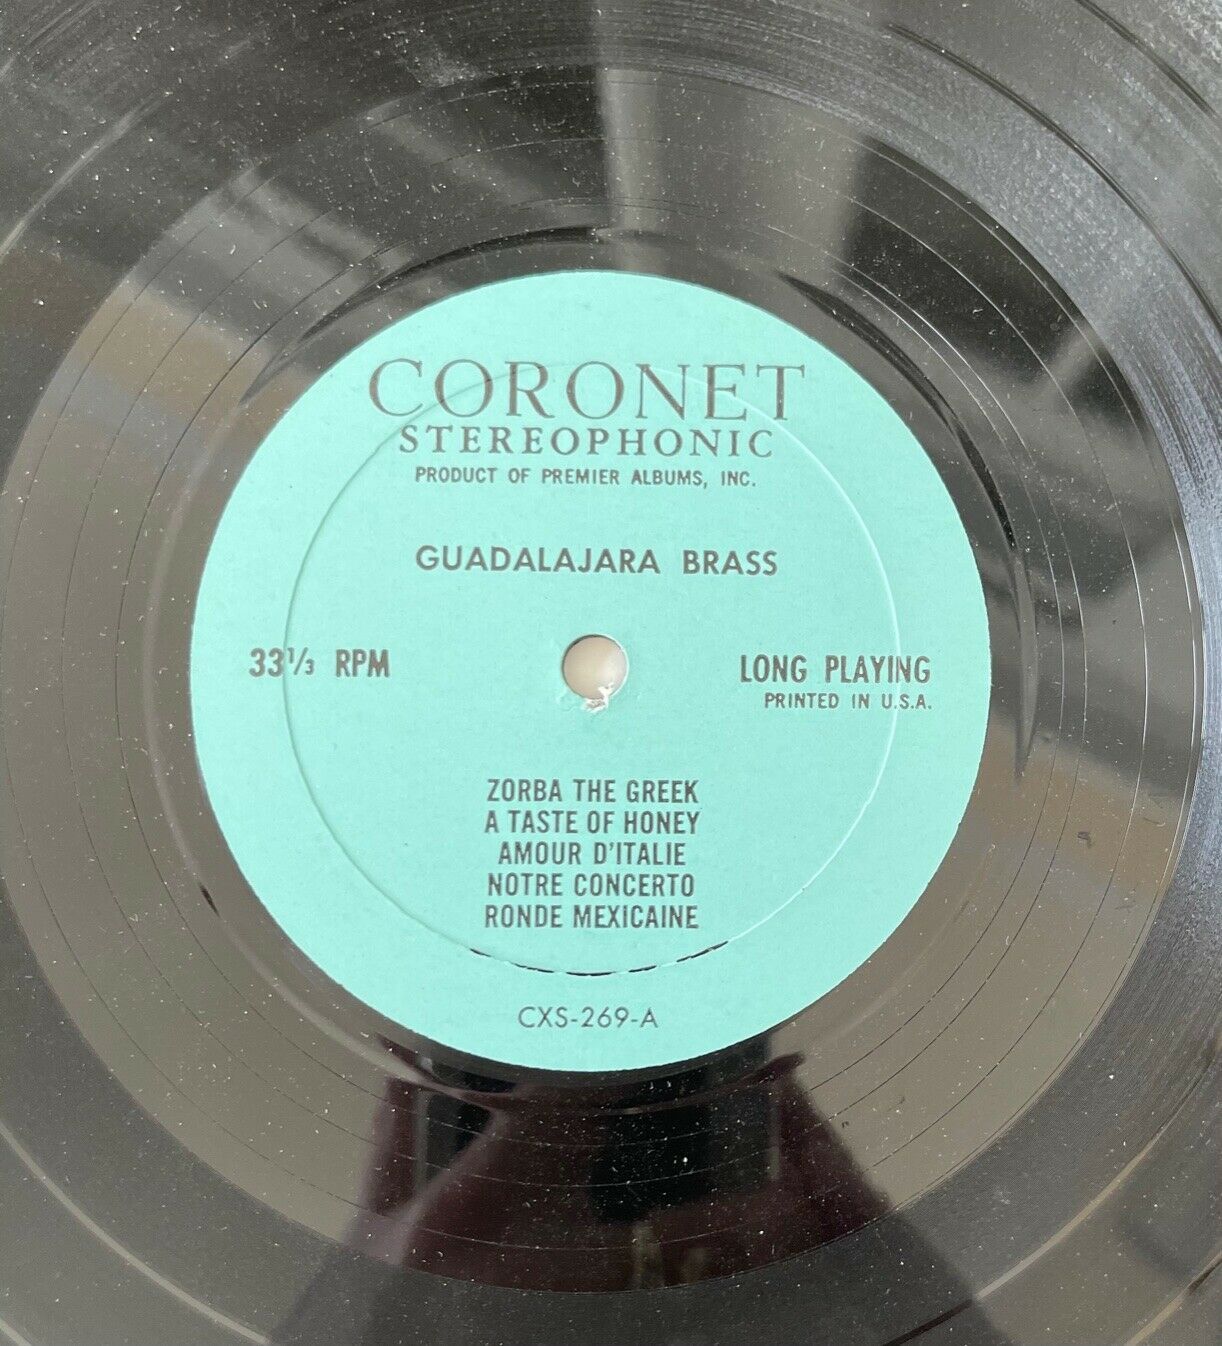 CORONET
STEREOPHONIC
PRODUCT OF PREMIER ALBUMS, INC.
GUADALAJARA BRASS
33⅓ RPM
LONG PLAYING
PRINTED IN U.S.A.
ZORBA THE GREEK
A TASTE OF HONEY
AMOUR D'ITALIE
NOTRE CONCERTO
RONDE MEXICAINE
CXS-269-A